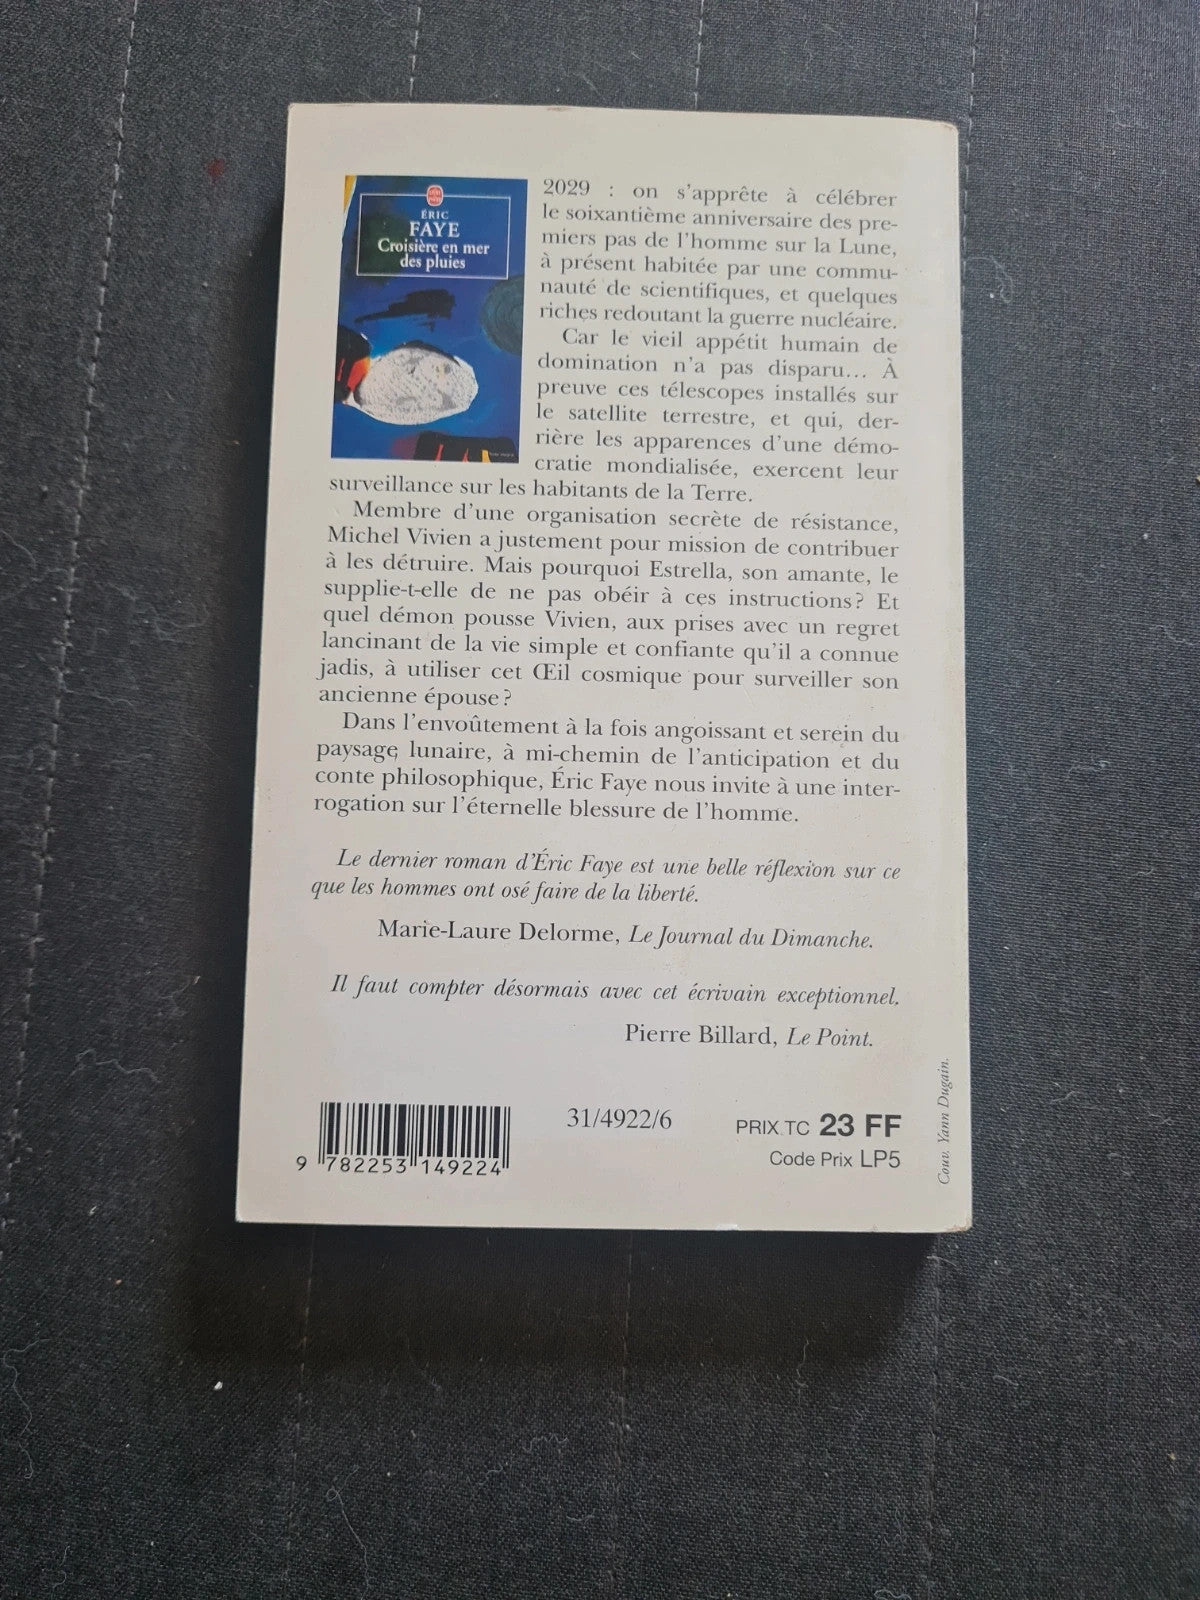 ÉRIC
FAYE
Croisière en mer
des pluies
2029 : on s'apprête à célébrer
le soixantième anniversaire des pre-
miers pas de l'homme sur la Lune,
à présent habitée par une commu-
nauté de scientifiques, et quelques
riches redoutant la guerre nucléaire.
Car le vieil appétit humain de
domination n'a pas disparu... À
preuve ces télescopes installés sur
le satellite terrestre, et qui, der-
rière les apparences d'une démo-
cratie mondialisée, exercent leur
surveillance sur les habitants de la Terre.
Membre d'une organisation secrète de résistance,
Michel Vivien a justement pour mission de contribuer
à les détruire. Mais pourquoi Estrella, son amante, le
supplie-t-elle de ne pas obéir à ces instructions? Et
quel démon pousse Vivien, aux prises avec un regret
lancinant de la vie simple et confiante qu'il a connue
jadis, à utiliser cet Œil cosmique pour surveiller son
ancienne épouse?
Dans l'envoûtement à la fois angoissant et serein du
paysage lunaire, à mi-chemin de l'anticipation et du
conte philosophique, Éric Faye nous invite à une inter-
rogation sur l'éternelle blessure de l'homme.
Le dernier roman d'Éric Faye est une belle réflexion sur ce
que les hommes ont osé faire de la liberté.
Marie-Laure Delorme, Le Journal du Dimanche.
Il faut compter désormais avec cet écrivain exceptionnel.
Pierre Billard, Le Point.
9 782253 149224
31/4922/6
PRIX TC 23 FF
Code Prix LP5
Couv. Yann Dugain.